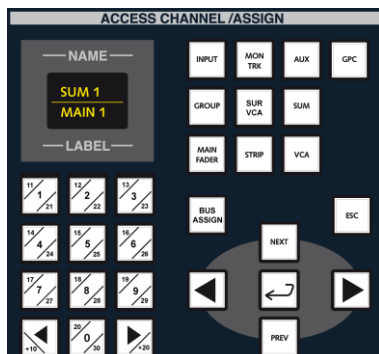 ACCESS CHANNEL /ASSIGN
NAME
SUM 1
MAIN 1
LABEL
INPUT
MON
TRK
AUX
GPC
GROUP
SUR
VCA
SUM
MAIN
FADER
STRIP
VCA
11 1 21
12 2 22
13 3 23
14 4 24
15 5 25
16 6 26
17 7 27
18 8 28
19 9 29
+10
20 0 30
+20
BUS
ASSIGN
ESC
NEXT
PREV